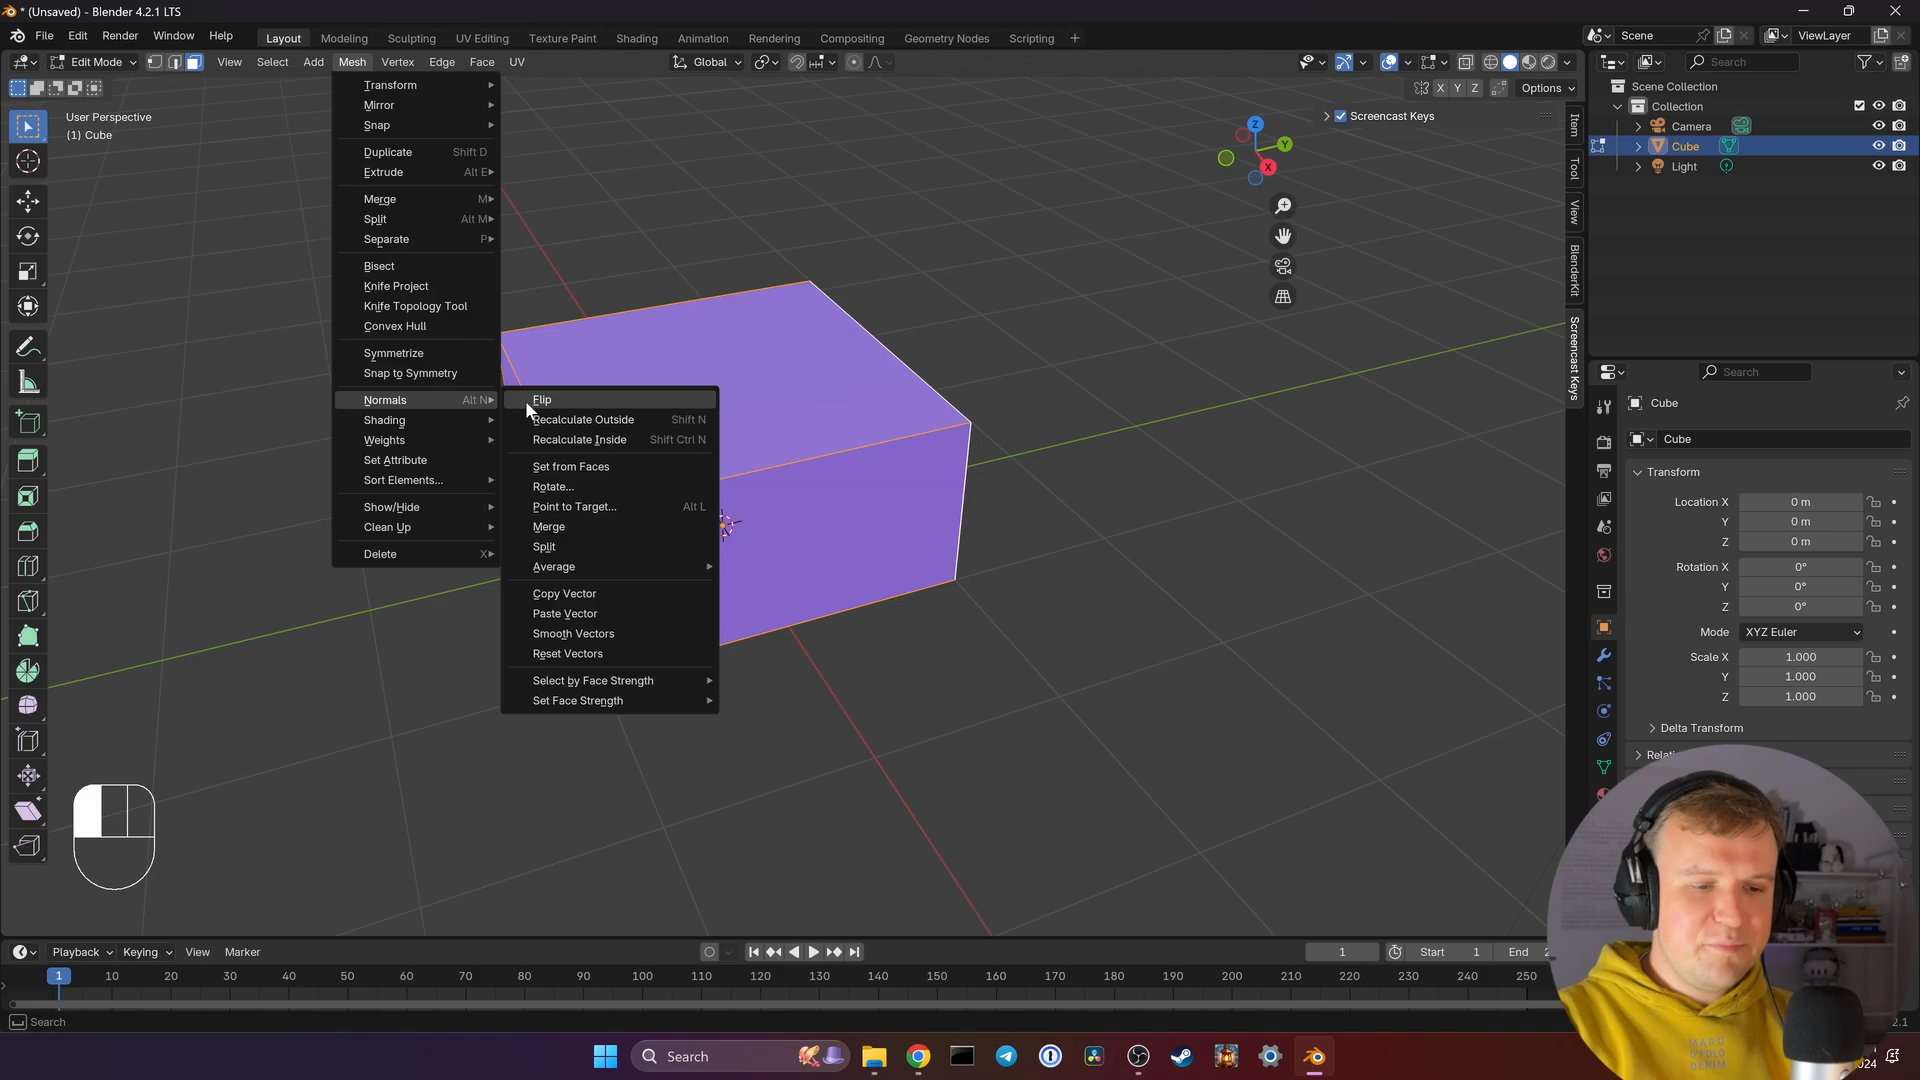 * (Unsaved) - Blender 4.2.1 LTS
File Edit Render Window Help Layout Modeling Sculpting UV Editing Texture Paint Shading Animation Rendering Compositing Geometry Nodes Scripting + Scene ViewLayer
Edit Mode View Select Add Mesh Vertex Edge Face UV Global Search
X Y Z Options
User Perspective
(1) Cube
Transform
Mirror
Snap
Duplicate Shift D
Extrude Alt E
Merge M
Split Alt M
Separate P
Bisect
Knife Project
Knife Topology Tool
Convex Hull
Symmetrize
Snap to Symmetry
Normals Alt N
Shading
Weights
Set Attribute
Sort Elements...
Show/Hide
Clean Up
Delete X
Flip
Recalculate Outside Shift N
Recalculate Inside Shift Ctrl N
Set from Faces
Rotate...
Point to Target... Alt L
Merge
Split
Average
Copy Vector
Paste Vector
Smooth Vectors
Reset Vectors
Select by Face Strength
Set Face Strength
Z
Y
X
Screencast Keys
Item
Tool
View
BlenderKit
Screencast Keys
Scene Collection
Collection
Camera
Cube
Light
Search
Cube
Cube
Transform
Location X 0 m
Y 0 m
Z 0 m
Rotation X 0°
Y 0°
Z 0°
Mode XYZ Euler
Scale X 1.000
Y 1.000
Z 1.000
Delta Transform
Playback Keying View Marker 1 Start 1 End
1 10 20 30 40 50 60 70 80 90 100 110 120 130 140 150 160 170 180 190 200 210 220 230 240 250
Search
Search
MARC
O'POLO
DENIM